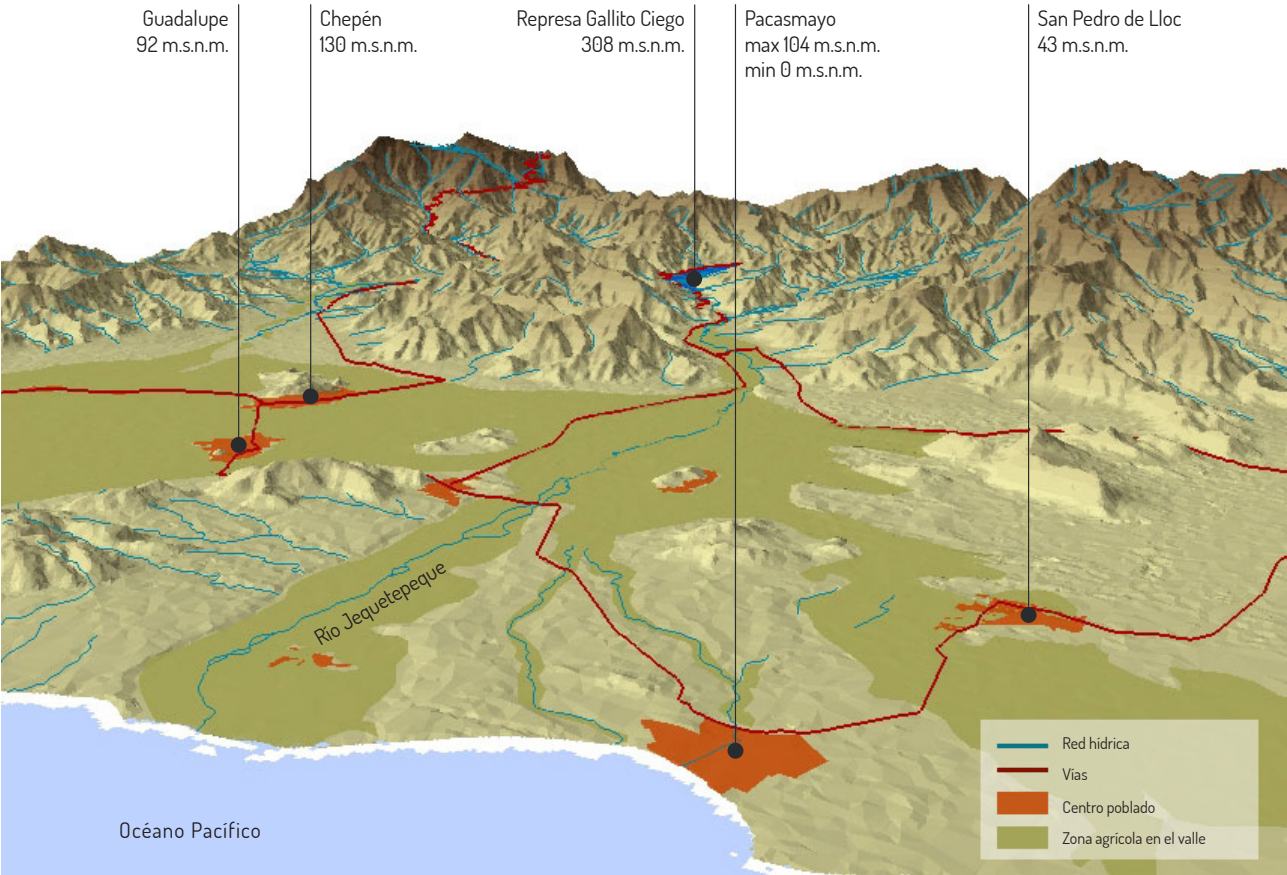 Guadalupe
92 m.s.n.m.
Chepén
130 m.s.n.m.
Represa Gallito Ciego
308 m.s.n.m.
Pacasmayo
max 104 m.s.n.m.
min 0 m.s.n.m.
San Pedro de Lloc
43 m.s.n.m.
Río Jequetepeque
Océano Pacífico
Red hídrica
Vías
Centro poblado
Zona agrícola en el valle